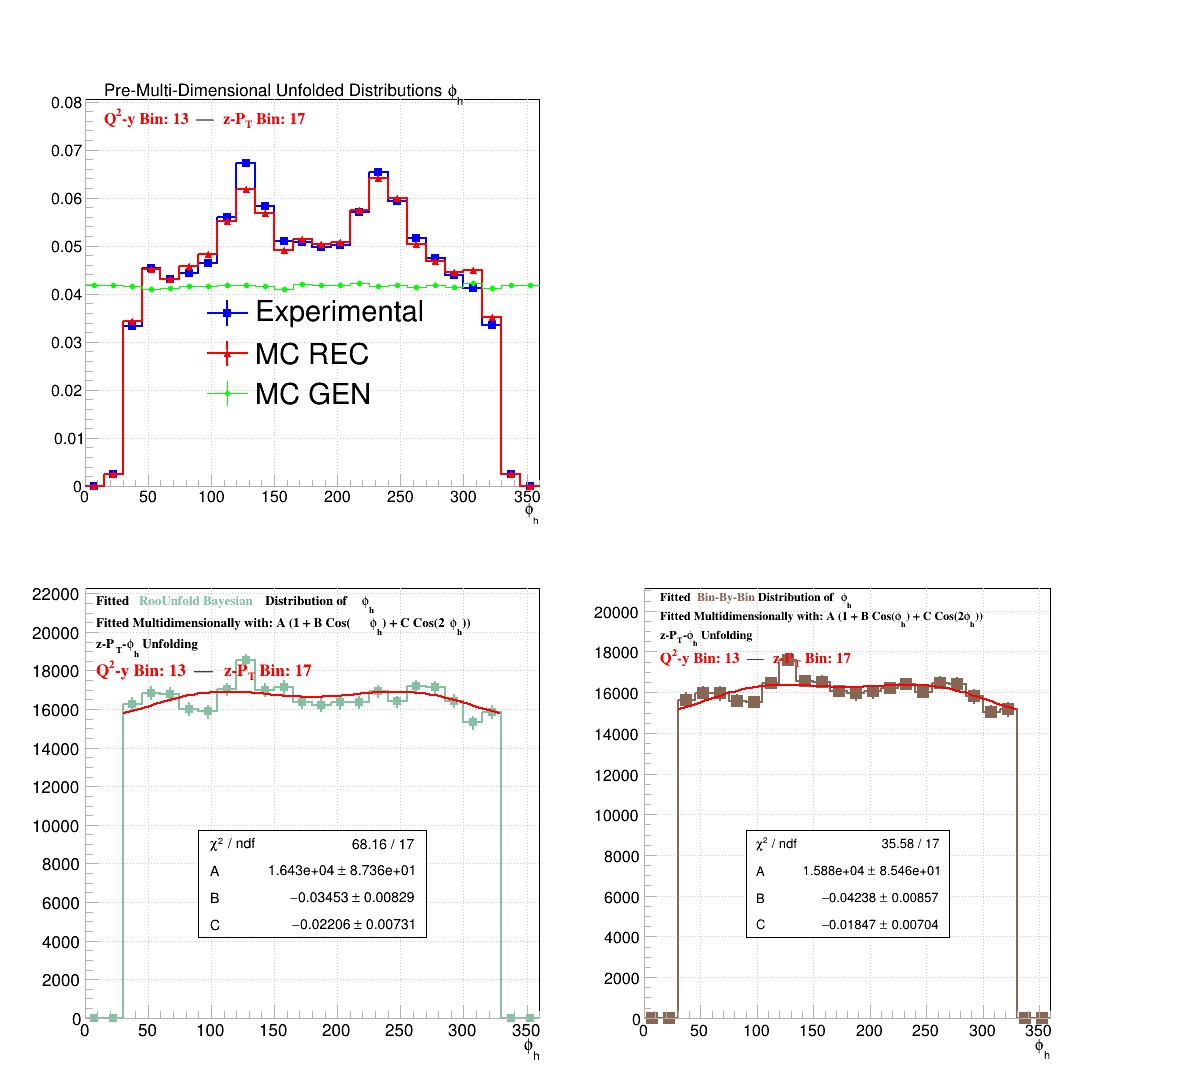 Pre-Multi-Dimensional Unfolded Distributions ϕh
Q²-y Bin: 13 — z-PT Bin: 17
0.08
0.07
0.06
0.05
0.04
0.03
0.02
0.01
0
Experimental
MC REC
MC GEN
0 50 100 150 200 250 300 350
ϕh
Fitted RooUnfold Bayesian Distribution of ϕh
Fitted Multidimensionally with: A (1 + B Cos( ϕh) + C Cos(2 ϕh))
z-PT-ϕh Unfolding
Q²-y Bin: 13 — z-PT Bin: 17
22000
20000
18000
16000
14000
12000
10000
8000
6000
4000
2000
0
χ² / ndf 68.16 / 17
A 1.643e+04 ± 8.736e+01
B −0.03453 ± 0.00829
C −0.02206 ± 0.00731
0 50 100 150 200 250 300 350
ϕh
Fitted Bin-By-Bin Distribution of ϕh
Fitted Multidimensionally with: A (1 + B Cos(ϕh) + C Cos(2ϕh))
z-PT-ϕh Unfolding
Q²-y Bin: 13 — z-PT Bin: 17
20000
18000
16000
14000
12000
10000
8000
6000
4000
2000
0
χ² / ndf 35.58 / 17
A 1.588e+04 ± 8.546e+01
B −0.04238 ± 0.00857
C −0.01847 ± 0.00704
0 50 100 150 200 250 300 350
ϕh